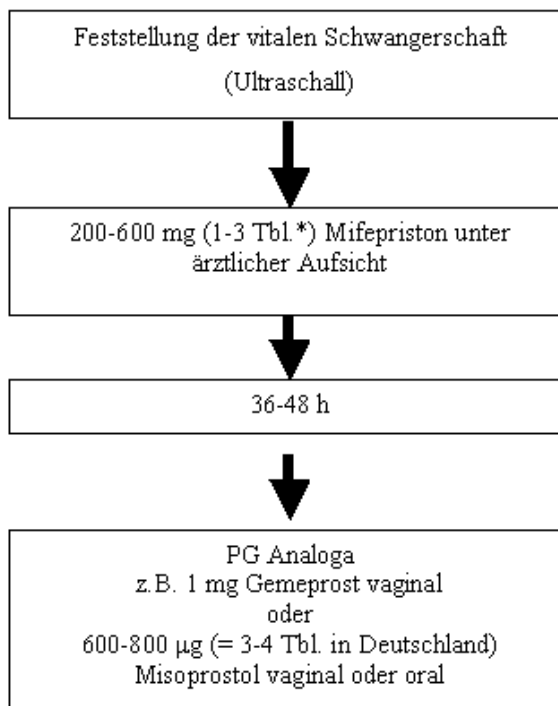 Feststellung der vitalen Schwangerschaft
(Ultraschall)
200-600 mg (1-3 Tbl.*) Mifepriston unter
ärztlicher Aufsicht
36-48 h
PG Analoga
z.B. 1 mg Gemeprost vaginal
oder
600-800 µg (= 3-4 Tbl. in Deutschland)
Misoprostol vaginal oder oral